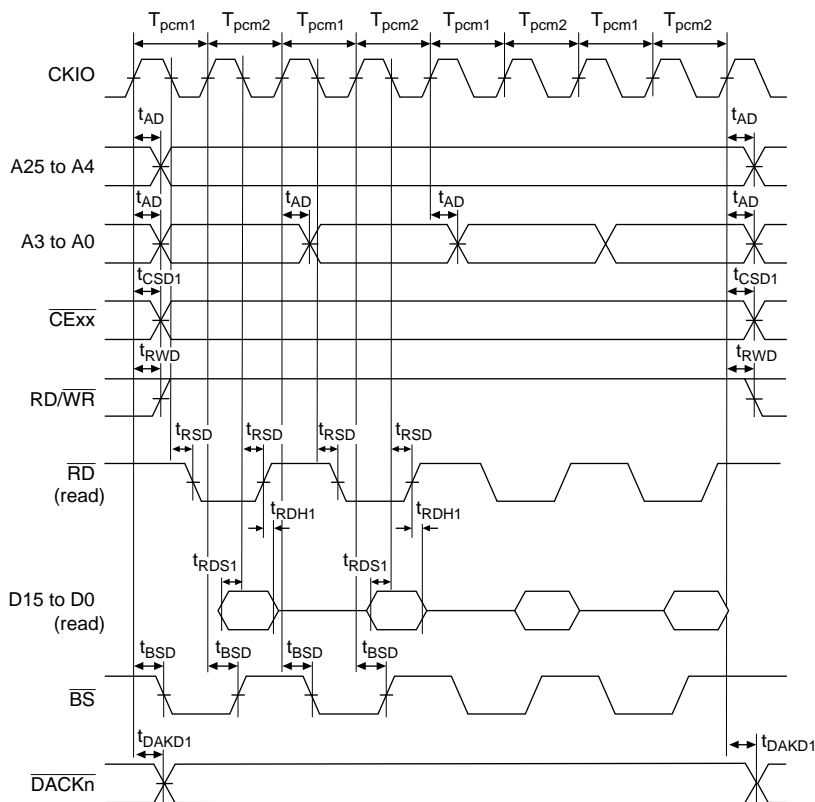 Tpcm1 Tpcm2 Tpcm1 Tpcm2 Tpcm1 Tpcm2 Tpcm1 Tpcm2
CKIO
tAD tAD
A25 to A4
tAD tAD tAD tAD
A3 to A0
tCSD1 tCSD1
CExx
tRWD tRWD
RD/WR
tRSD tRSD tRSD tRSD
RD
(read)
tRDH1 tRDH1
tRDS1 tRDS1
D15 to D0
(read)
tBSD tBSD tBSD tBSD
BS
tDAKD1 tDAKD1
DACKn